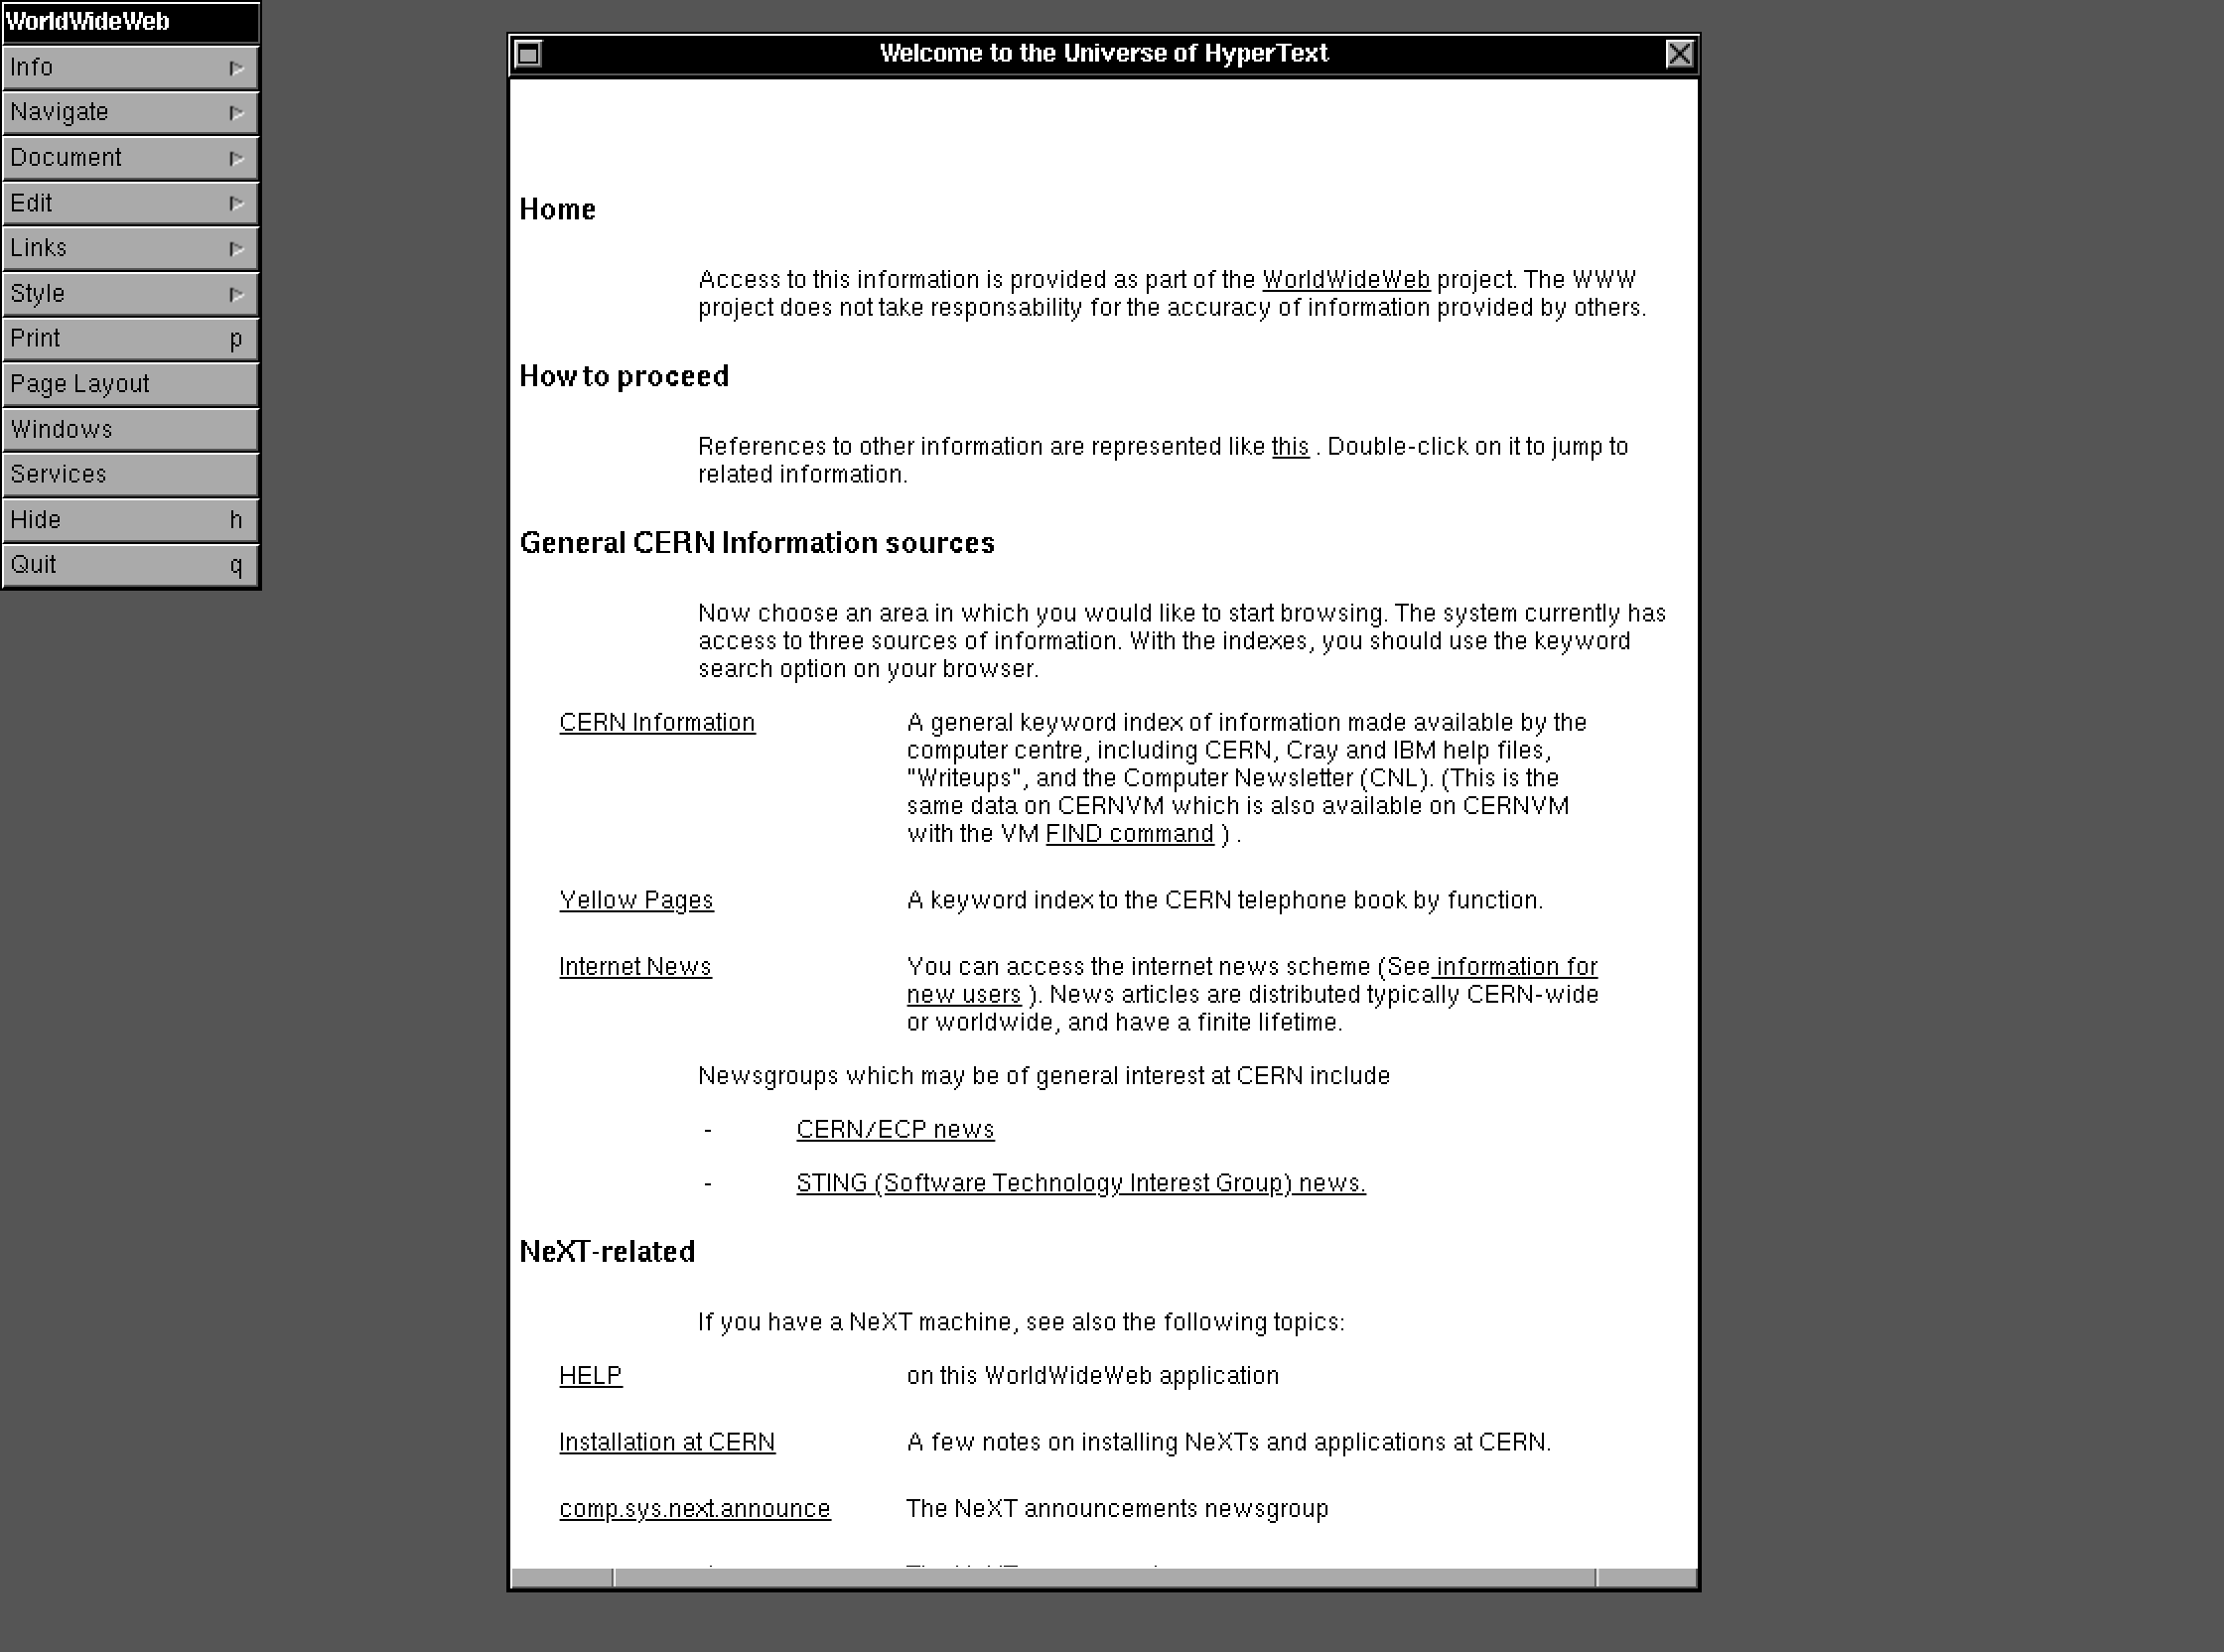 WorldWideWeb
Info
Navigate
Document
Edit
Links
Style
Print p
Page Layout
Windows
Services
Hide h
Quit q
Welcome to the Universe of HyperText
Home
Access to this information is provided as part of the WorldWideWeb project. The WWW
project does not take responsability for the accuracy of information provided by others.
How to proceed
References to other information are represented like this . Double-click on it to jump to
related information.
General CERN Information sources
Now choose an area in which you would like to start browsing. The system currently has
access to three sources of information. With the indexes, you should use the keyword
search option on your browser.
CERN Information A general keyword index of information made available by the
computer centre, including CERN, Cray and IBM help files,
"Writeups", and the Computer Newsletter (CNL). (This is the
same data on CERNVM which is also available on CERNVM
with the VM FIND command ) .
Yellow Pages A keyword index to the CERN telephone book by function.
Internet News You can access the internet news scheme (See information for
new users ). News articles are distributed typically CERN-wide
or worldwide, and have a finite lifetime.
Newsgroups which may be of general interest at CERN include
- CERN/ECP news
- STING (Software Technology Interest Group) news.
NeXT-related
If you have a NeXT machine, see also the following topics:
HELP on this WorldWideWeb application
Installation at CERN A few notes on installing NeXTs and applications at CERN.
comp.sys.next.announce The NeXT announcements newsgroup